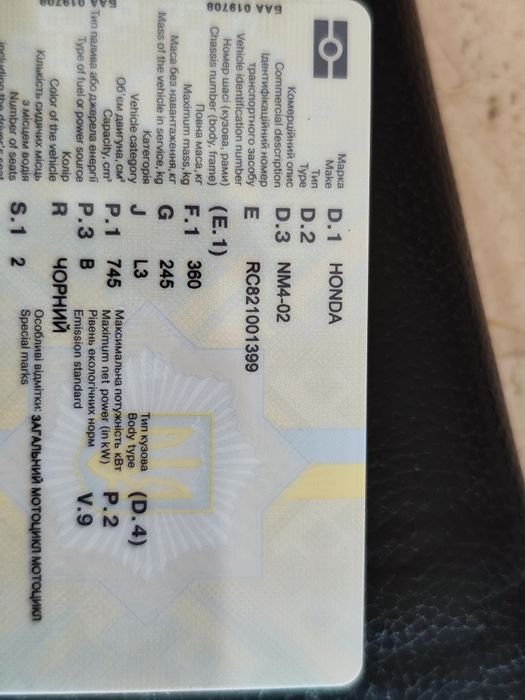 БАА 019708
БАА 019708
Марка
Make D.1 HONDA
Тип
Type D.2
Комерційний опис
Commercial description D.3 NM4-02
Ідентифікаційний номер
транспортного засобу
Vehicle identification number E RC821001399
Номер шасі (кузова, рами)
Chassis number (body, frame) (E.1)
Повна маса, кг
Maximum mass, kg F.1 360
Маса без навантаження, кг
Mass of the vehicle in service, kg G 245
Категорія
Vehicle category J L3
Тип кузова
Body type (D.4)
Об'єм двигуна, см³
Capacity, cm³ P.1 745
Максимальна потужність кВт
Maximum net power (in kW) P.2
Тип палива або джерела енергії
Type of fuel or power source P.3 B
Рівень екологічних норм
Emission standard V.9
Колір
Color of the vehicle R ЧОРНИЙ
Кількість сидячих місць
з місцем водія
Number of seats S.1 2
including the driver's seat
Особливі відмітки: ЗАГАЛЬНИЙ МОТОЦИКЛ МОТОЦИКЛ
Special marks